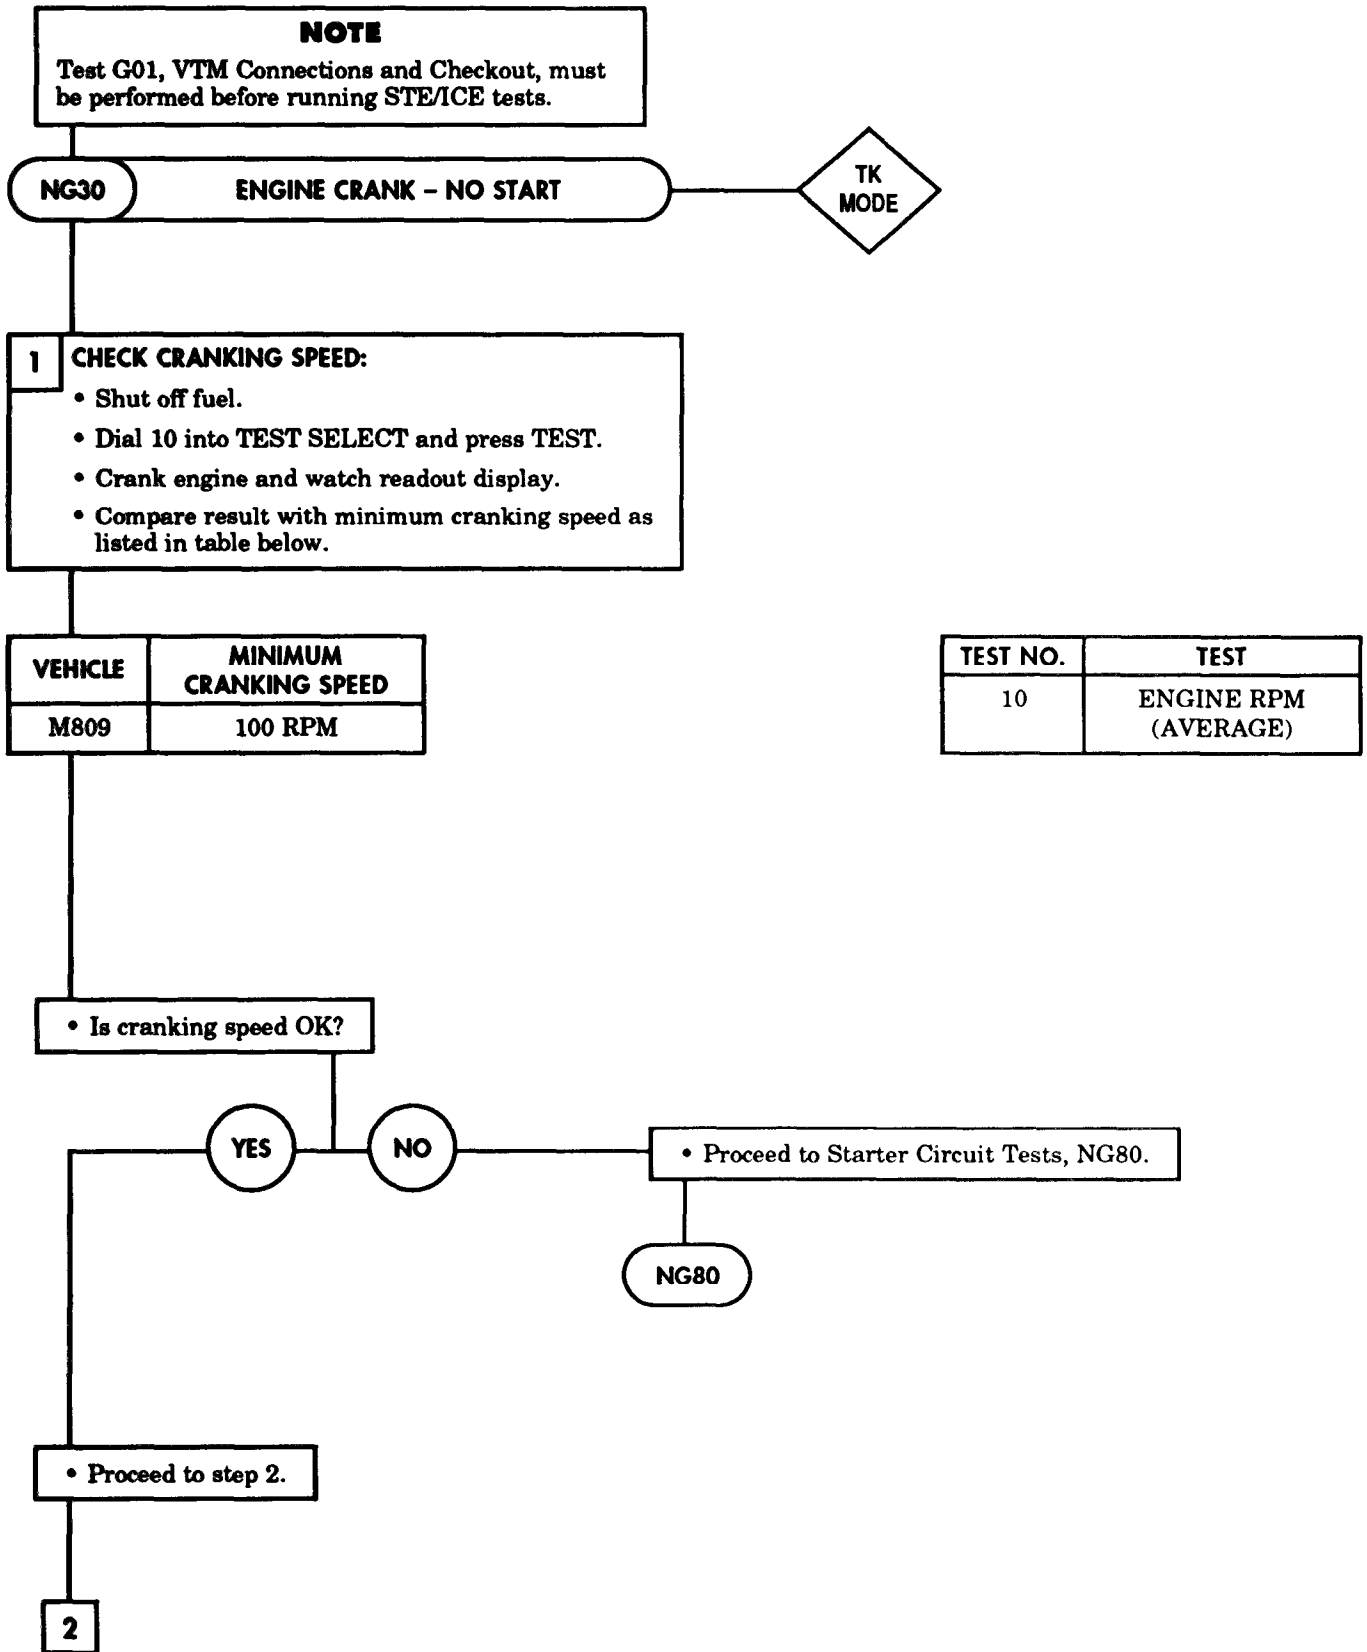 NOTE
Test G01, VTM Connections and Checkout, must
be performed before running STE/ICE tests.
NG30
ENGINE CRANK – NO START
TK
MODE
1
CHECK CRANKING SPEED:
• Shut off fuel.
• Dial 10 into TEST SELECT and press TEST.
• Crank engine and watch readout display.
• Compare result with minimum cranking speed as
listed in table below.
VEHICLE
MINIMUM
CRANKING SPEED
M809
100 RPM
TEST NO.
TEST
10
ENGINE RPM
(AVERAGE)
• Is cranking speed OK?
YES
NO
• Proceed to Starter Circuit Tests, NG80.
NG80
• Proceed to step 2.
2